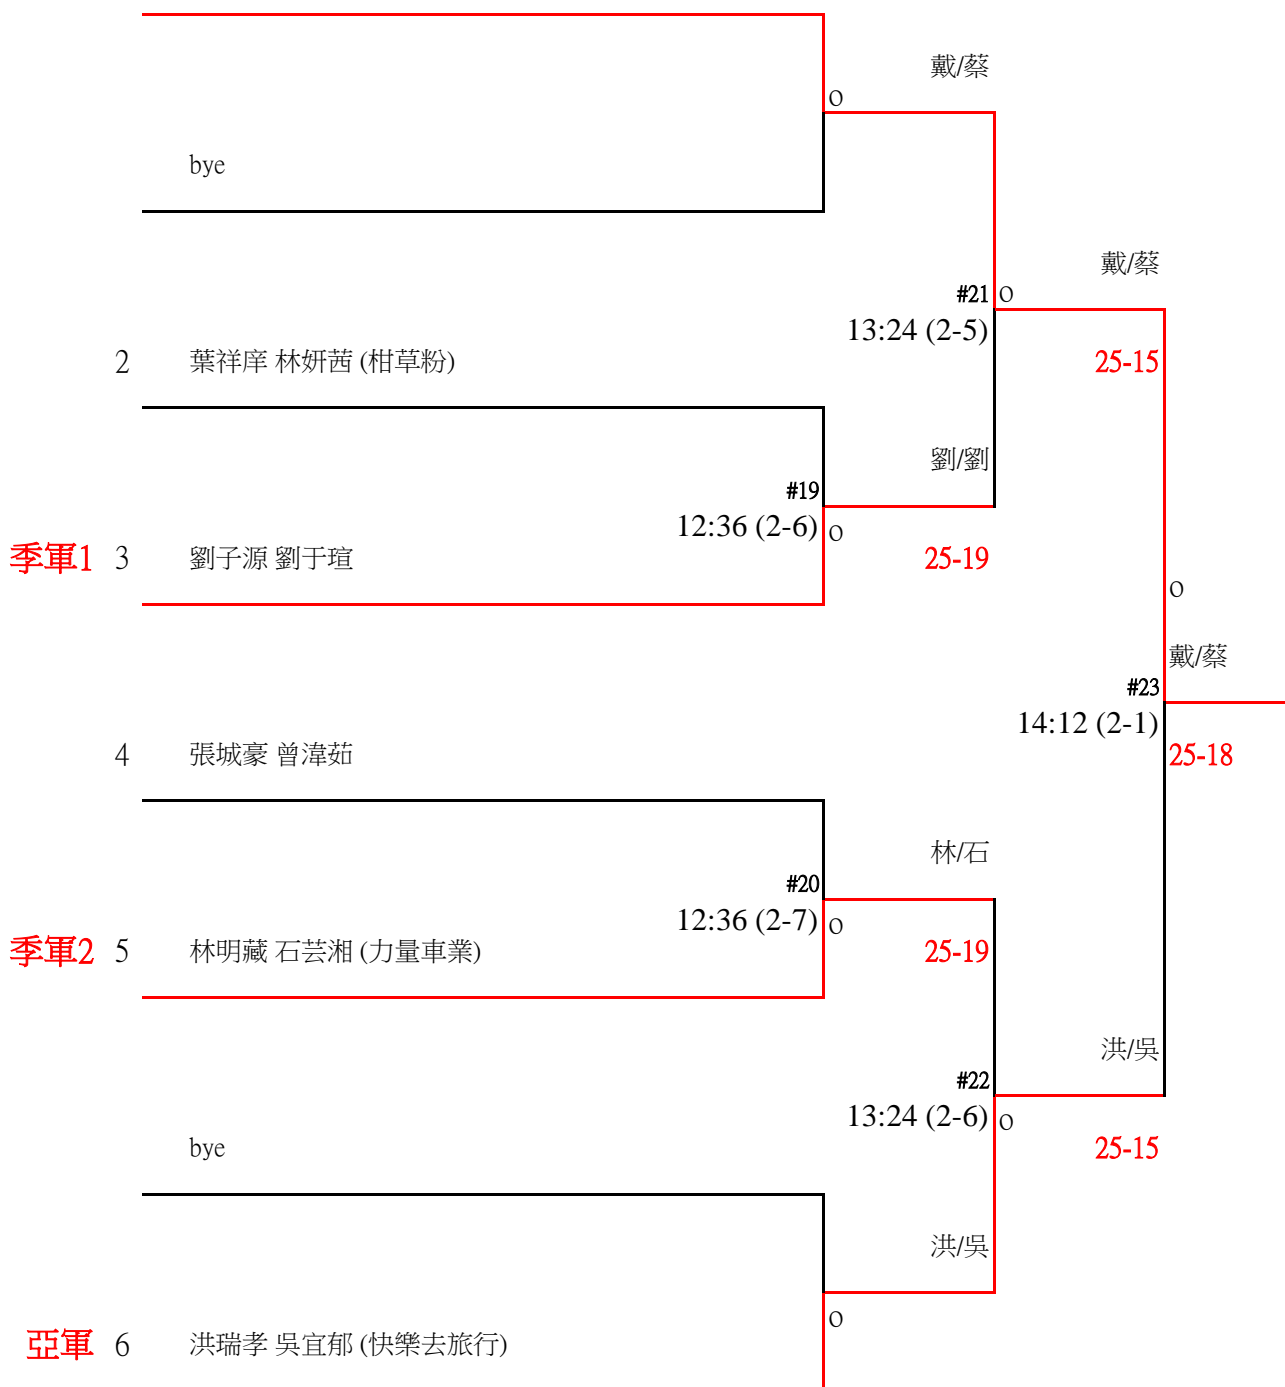 戴/蔡
O
bye
戴/蔡
#21 O
13:24 (2-5)
2 葉祥庠 林妍茜 (柑草粉) 25-15
劉/劉
#19
12:36 (2-6) O
季軍1 3 劉子源 劉于瑄 25-19
O
戴/蔡
#23
14:12 (2-1)
4 張城豪 曾湋茹 25-18
林/石
#20
12:36 (2-7) O
季軍2 5 林明藏 石芸湘 (力量車業) 25-19
洪/吳
#22
13:24 (2-6) O
bye 25-15
洪/吳
O
亞軍 6 洪瑞孝 吳宜郁 (快樂去旅行)